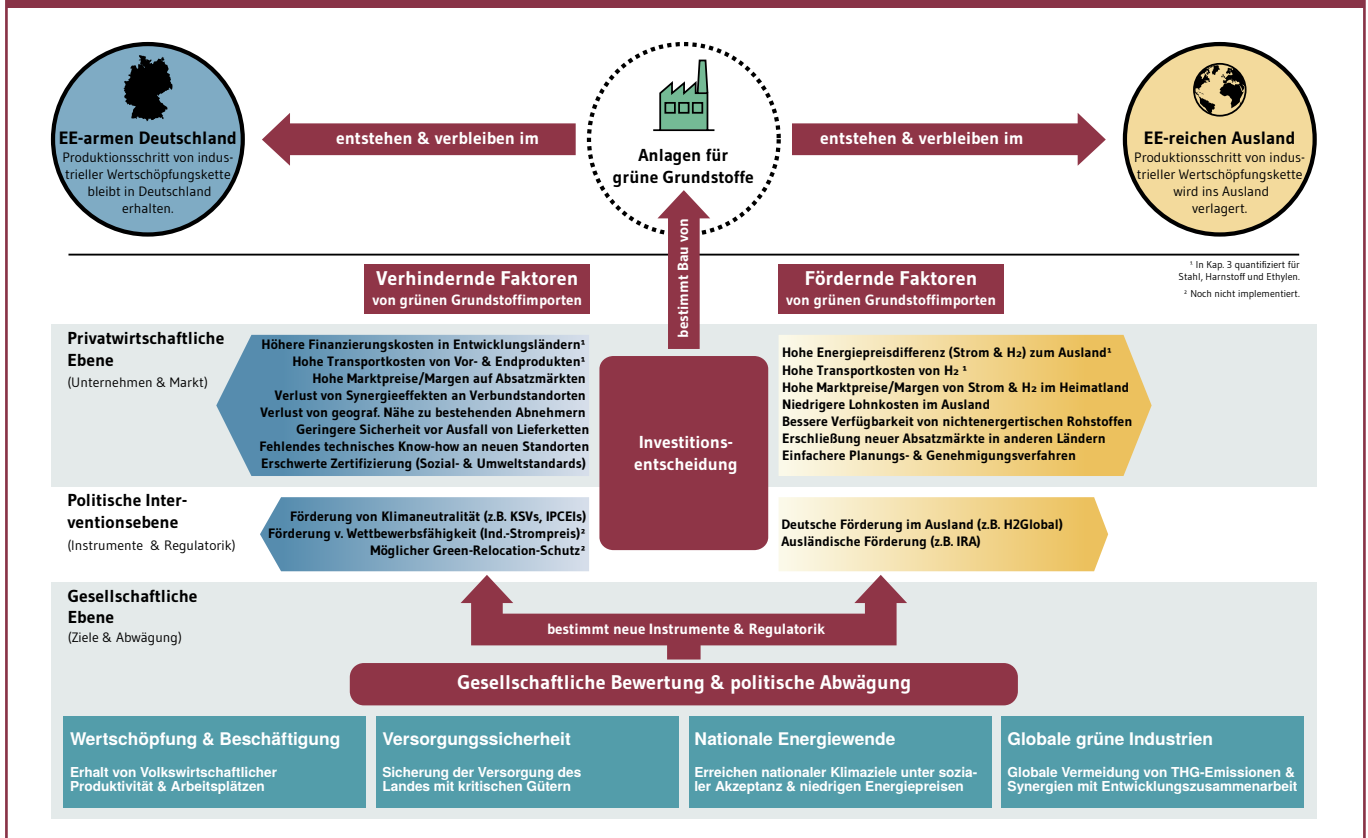 EE-armen Deutschland
Produktionsschritt von indus-
trieller Wertschöpfungskette
bleibt in Deutschland
erhalten.
entstehen & verbleiben im
Anlagen für
grüne Grundstoffe
entstehen & verbleiben im
EE-reichen Ausland
Produktionsschritt von indus-
trieller Wertschöpfungskette
wird ins Ausland
verlagert.
bestimmt Bau von
¹ In Kap. 3 quantifiziert für
Stahl, Harnstoff und Ethylen.
² Noch nicht implementiert.
Verhindernde Faktoren
von grünen Grundstoffimporten
Fördernde Faktoren
von grünen Grundstoffimporten
Privatwirtschaftliche
Ebene
(Unternehmen & Markt)
Höhere Finanzierungskosten in Entwicklungsländern¹
Hohe Transportkosten von Vor- & Endprodukten¹
Hohe Marktpreise/Margen auf Absatzmärkten
Verlust von Synergieeffekten an Verbundstandorten
Verlust von geograf. Nähe zu bestehenden Abnehmern
Geringere Sicherheit vor Ausfall von Lieferketten
Fehlendes technisches Know-how an neuen Standorten
Erschwerte Zertifizierung (Sozial- & Umweltstandards)
Investitions-
entscheidung
Hohe Energiepreisdifferenz (Strom & H₂) zum Ausland¹
Hohe Transportkosten von H₂ ¹
Hohe Marktpreise/Margen von Strom & H₂ im Heimatland
Niedrigere Lohnkosten im Ausland
Bessere Verfügbarkeit von nichtenergertischen Rohstoffen
Erschließung neuer Absatzmärkte in anderen Ländern
Einfachere Planungs- & Genehmigungsverfahren
Politische Inter-
ventionsebene
(Instrumente & Regulatorik)
Förderung von Klimaneutralität (z.B. KSVs, IPCEIs)
Förderung v. Wettbewerbsfähigkeit (Ind.-Strompreis)²
Möglicher Green-Relocation-Schutz²
Deutsche Förderung im Ausland (z.B. H2Global)
Ausländische Förderung (z.B. IRA)
Gesellschaftliche
Ebene
(Ziele & Abwägung)
bestimmt neue Instrumente & Regulatorik
Gesellschaftliche Bewertung & politische Abwägung
Wertschöpfung & Beschäftigung
Erhalt von Volkswirtschaftlicher
Produktivität & Arbeitsplätzen
Versorgungssicherheit
Sicherung der Versorgung des
Landes mit kritischen Gütern
Nationale Energiewende
Erreichen nationaler Klimaziele unter sozia-
ler Akzeptanz & niedrigen Energiepreisen
Globale grüne Industrien
Globale Vermeidung von THG-Emissionen &
Synergien mit Entwicklungszusammenarbeit